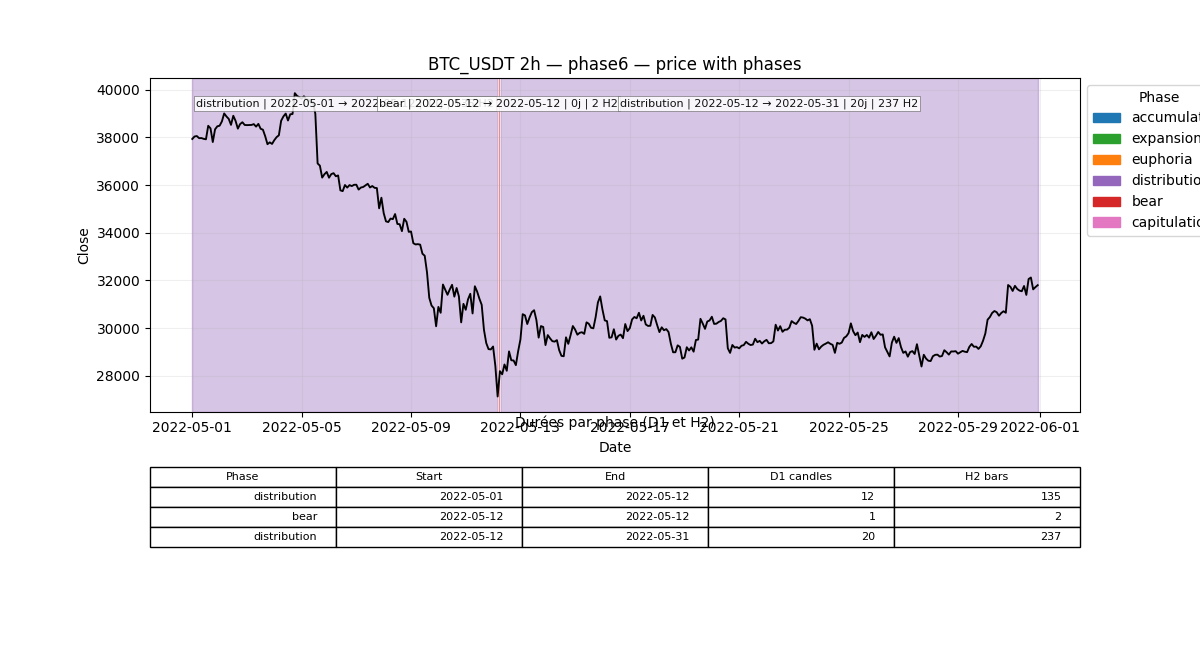 BTC_USDT 2h — phase6 — price with phases
distribution | 2022-05-01 → 2022
bear | 2022-05-12 → 2022-05-12 | 0j | 2 H2
distribution | 2022-05-12 → 2022-05-31 | 20j | 237 H2
Phase
accumulat
expansion
euphoria
distributio
bear
capitulatio
Close
40000
38000
36000
34000
32000
30000
28000
2022-05-01 2022-05-05 2022-05-09 2022-05-13 2022-05-17 2022-05-21 2022-05-25 2022-05-29 2022-06-01
Durées par phase (D1 et H2)
Date
Phase Start End D1 candles H2 bars
distribution 2022-05-01 2022-05-12 12 135
bear 2022-05-12 2022-05-12 1 2
distribution 2022-05-12 2022-05-31 20 237